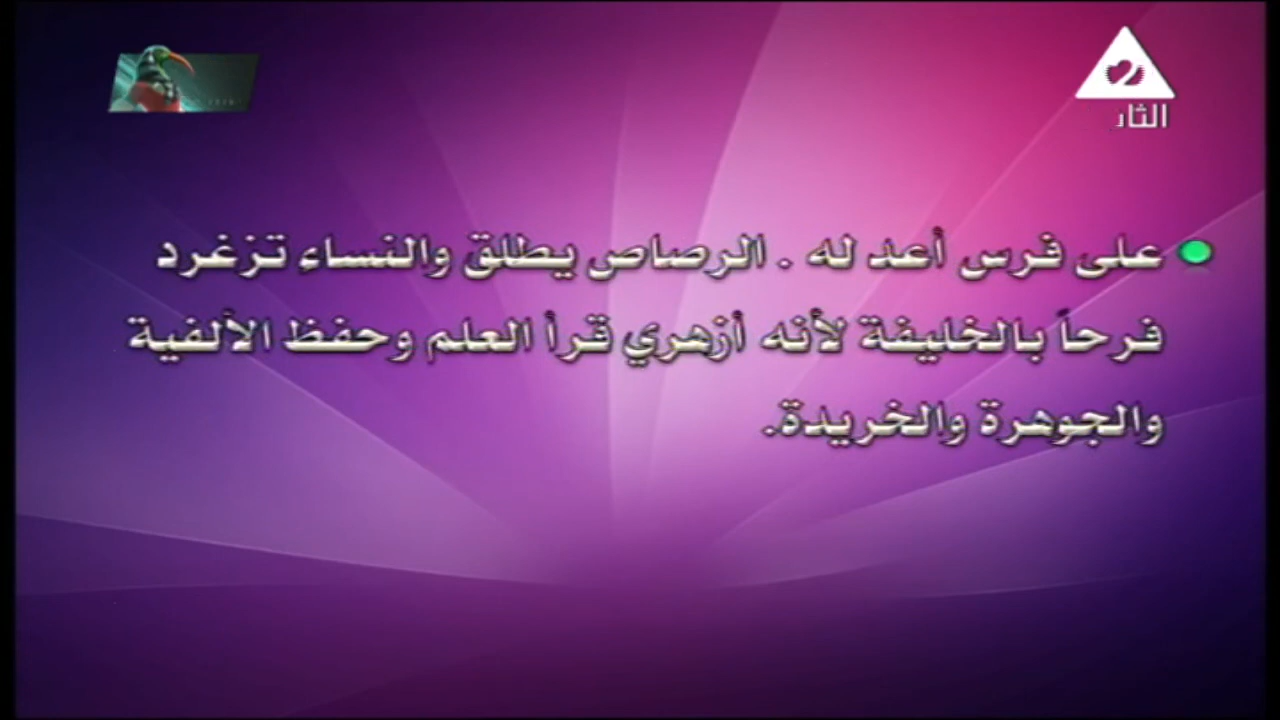 2
الثا
على فرس أعد له . الرصاص يطلق والنساء تزغرد
فرحاً بالخليفة لأنه أزهري قرأ العلم وحفظ الألفية
والجوهرة والخريدة.